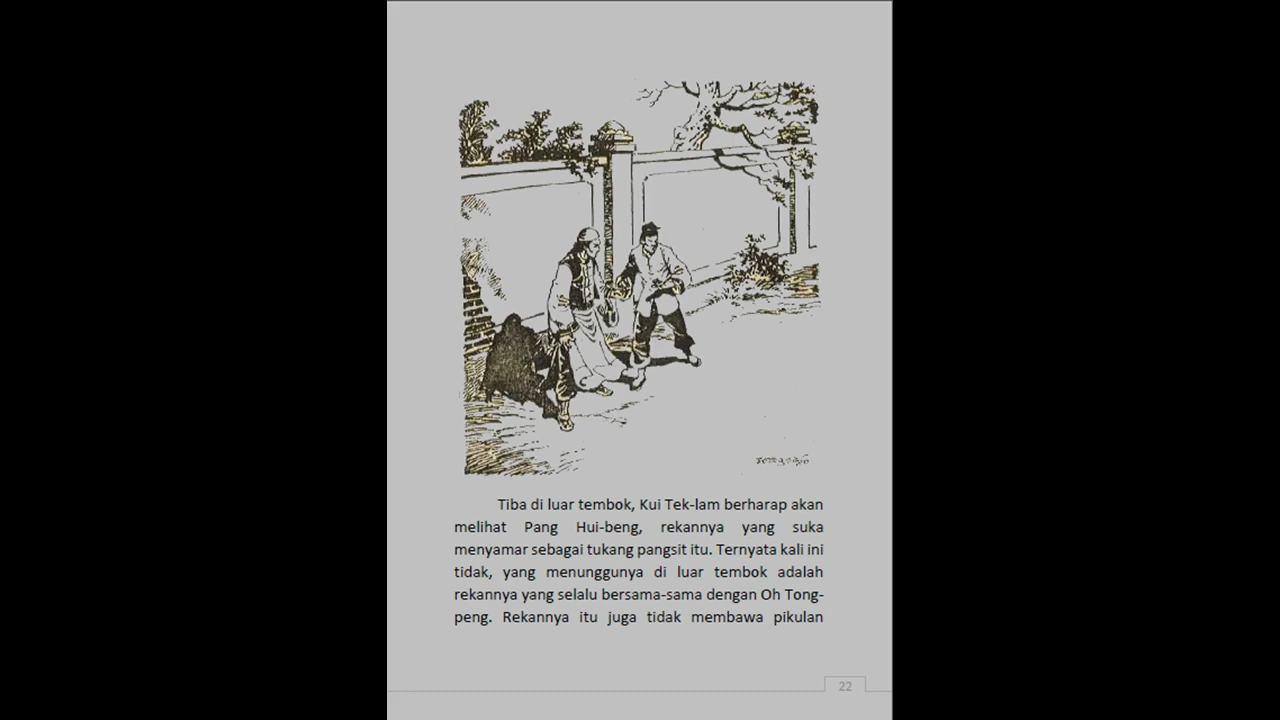 Tiba di luar tembok, Kui Tek-lam berharap akan
melihat Pang Hui-beng, rekannya yang suka
menyamar sebagai tukang pangsit itu. Ternyata kali ini
tidak, yang menunggunya di luar tembok adalah
rekannya yang selalu bersama-sama dengan Oh Tong-
peng. Rekannya itu juga tidak membawa pikulan
22